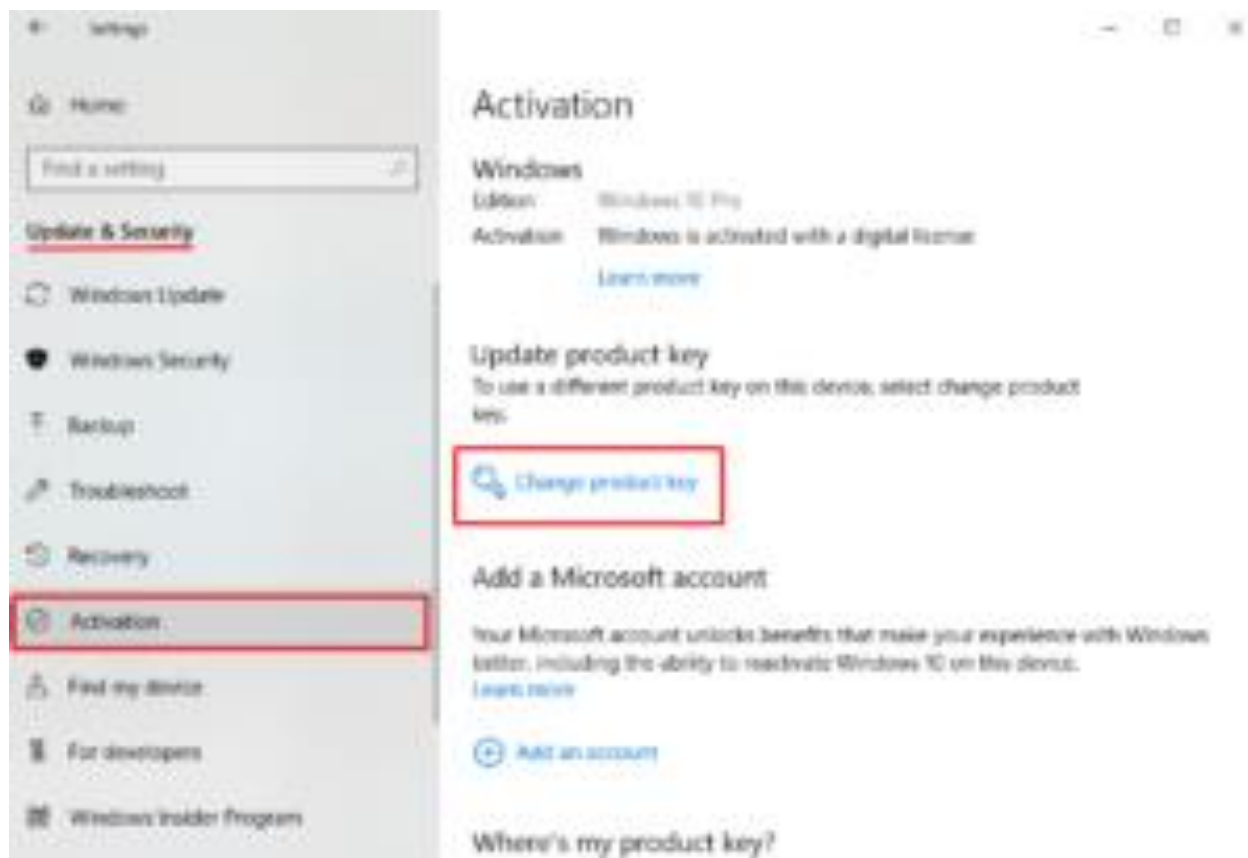 Settings
Home
Find a setting
Update & Security
Windows Update
Windows Security
Backup
Troubleshoot
Recovery
Activation
Find my device
For developers
Windows Insider Program
Activation
Windows
Edition Windows 10 Pro
Activation Windows is activated with a digital license
Learn more
Update product key
To use a different product key on this device, select change product
key.
Change product key
Add a Microsoft account
Your Microsoft account unlocks benefits that make your experience with Windows
better, including the ability to reactivate Windows 10 on this device.
Learn more
Add an account
Where's my product key?